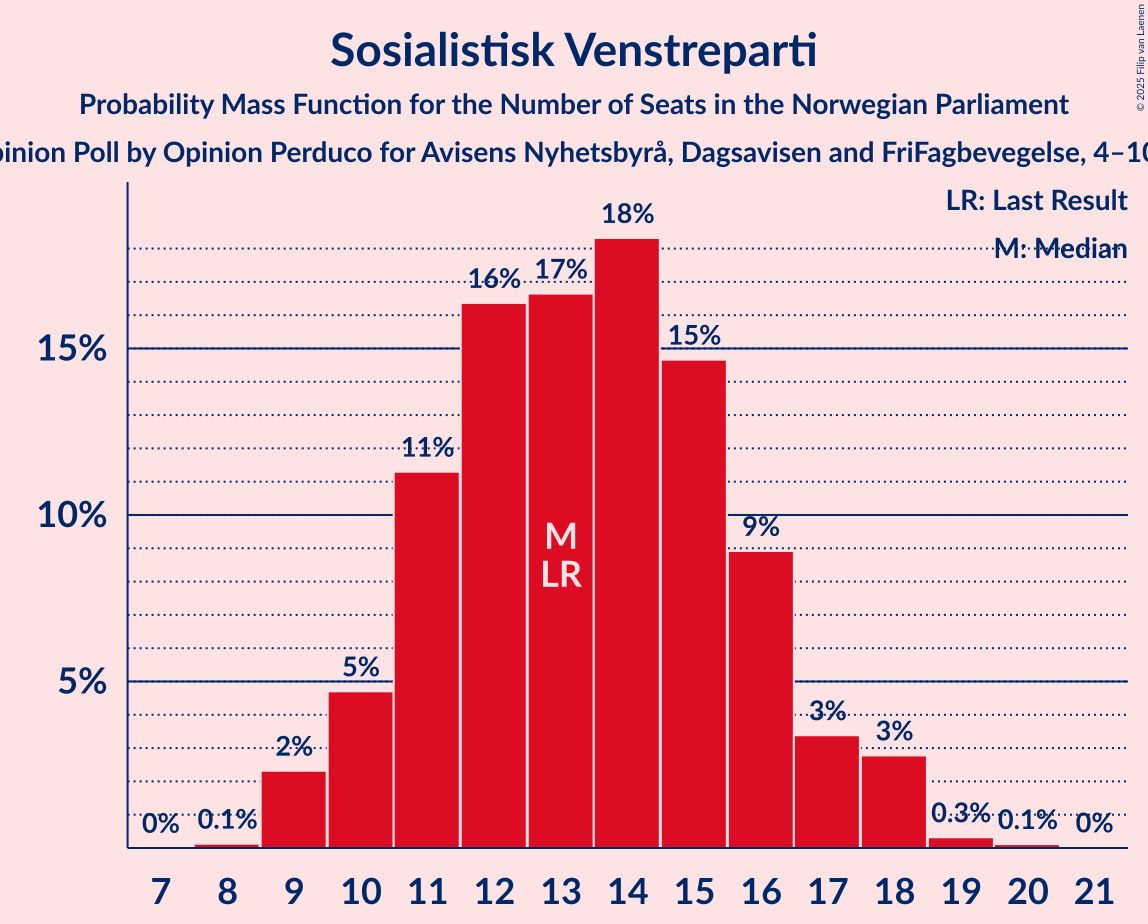 Sosialistisk Venstreparti
Probability Mass Function for the Number of Seats in the Norwegian Parliament
Opinion Poll by Opinion Perduco for Avisens Nyhetsbyrå, Dagsavisen and FriFagbevegelse, 4–10
© 2025 Filip van Laenen
LR: Last Result
M: Median
18%
17%
16%
15%
15%
11%
10%
9%
M
LR
5%
5%
3%
3%
2%
0%
0.1%
0.3%
0.1%
0%
7 8 9 10 11 12 13 14 15 16 17 18 19 20 21